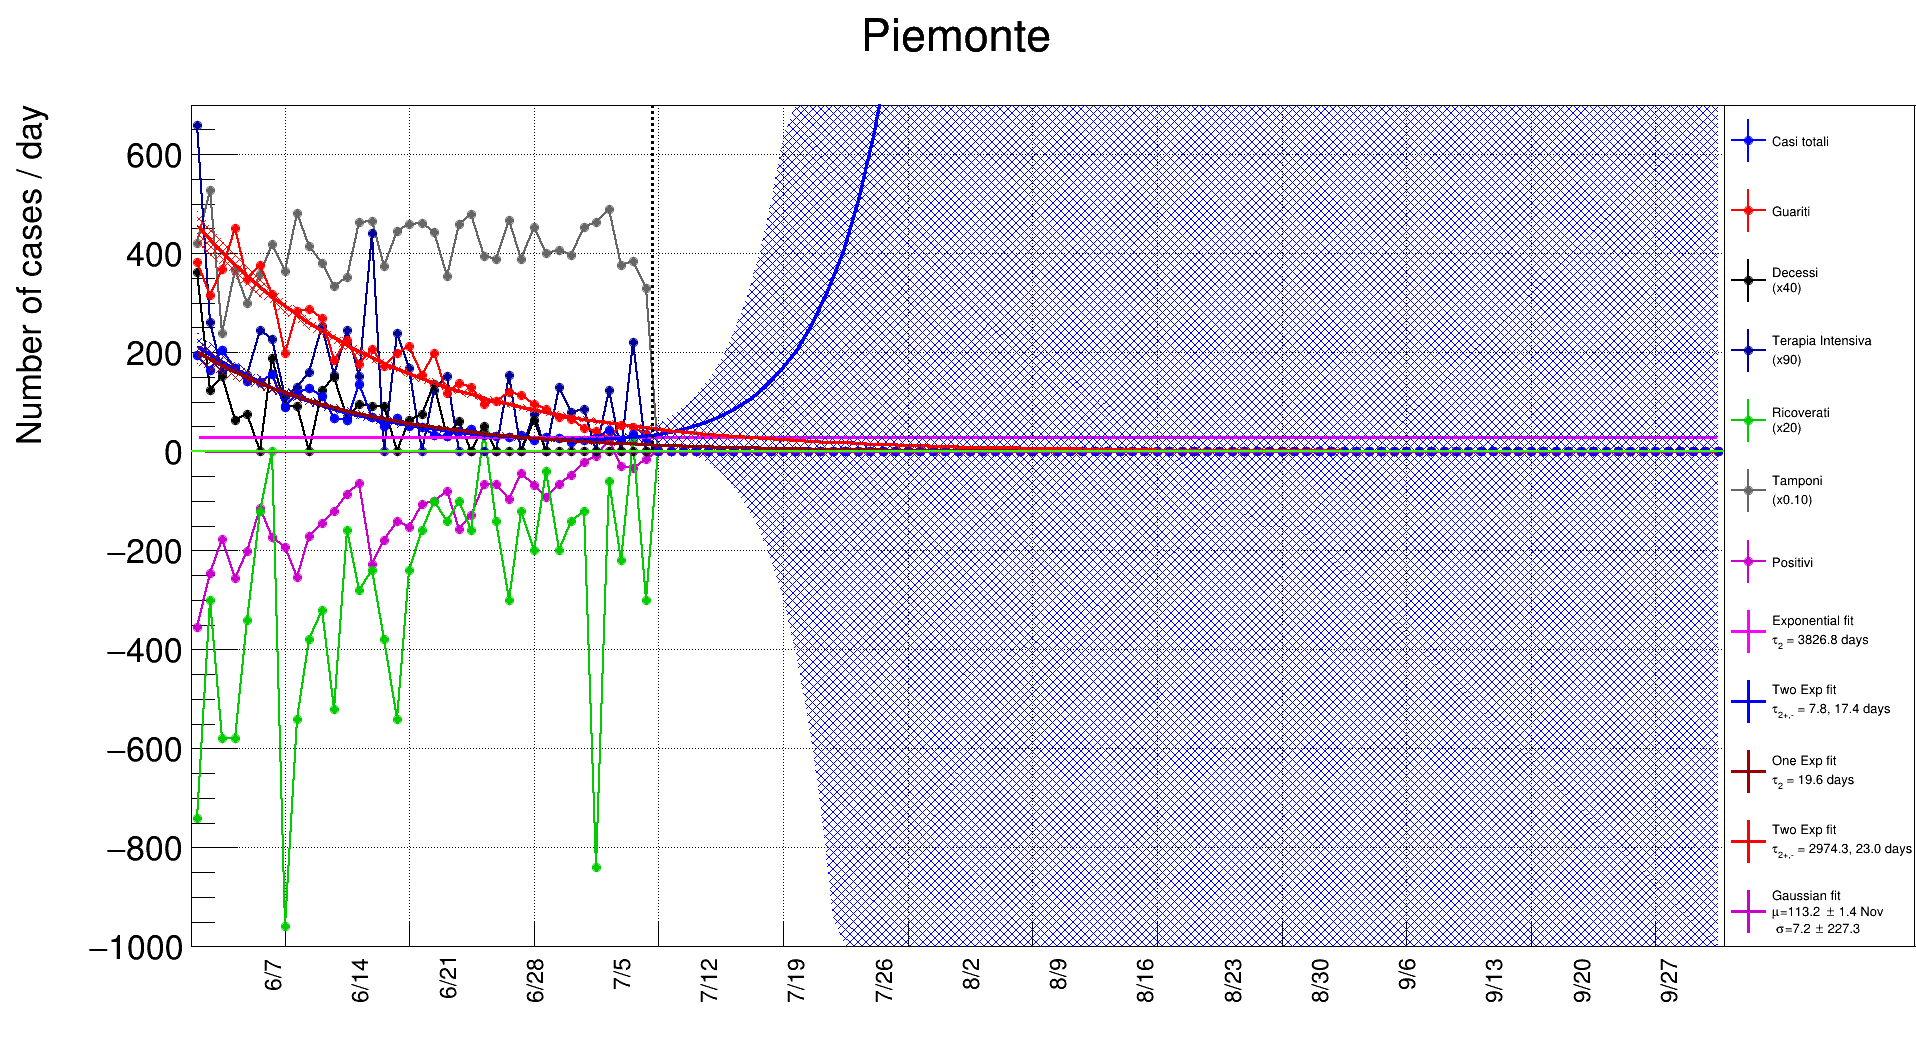 Piemonte
Number of cases / day
600
400
200
0
−200
−400
−600
−800
−1000
6/7
6/14
6/21
6/28
7/5
7/12
7/19
7/26
8/2
8/9
8/16
8/23
8/30
9/6
9/13
9/20
9/27
Casi totali
Guariti
Decessi
(x40)
Terapia Intensiva
(x90)
Ricoverati
(x20)
Tamponi
(x0.10)
Positivi
Exponential fit
τ2 = 3826.8 days
Two Exp fit
τ2+,- = 7.8, 17.4 days
One Exp fit
τ2 = 19.6 days
Two Exp fit
τ2+,- = 2974.3, 23.0 days
Gaussian fit
μ=113.2 ± 1.4 Nov
σ=7.2 ± 227.3